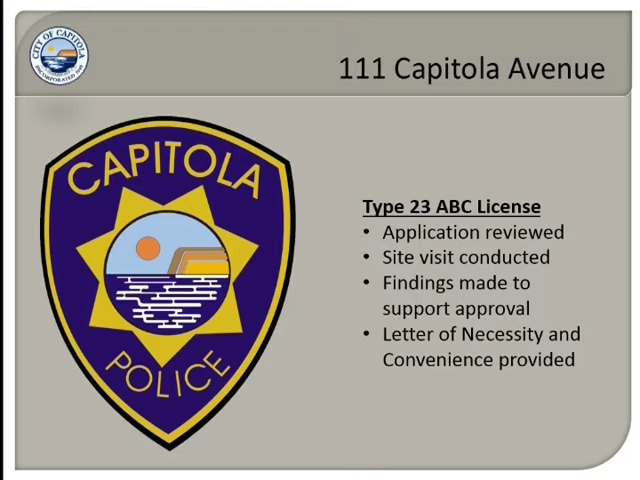 CITY OF CAPITOLA
INCORPORATED 1949
111 Capitola Avenue
CAPITOLA
POLICE
Type 23 ABC License
• Application reviewed
• Site visit conducted
• Findings made to
support approval
• Letter of Necessity and
Convenience provided